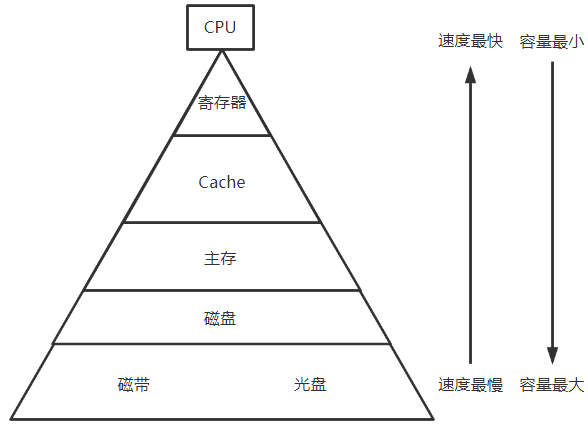 CPU
速度最快 容量最小
寄存器
Cache
主存
磁盘
磁带 光盘
速度最慢 容量最大